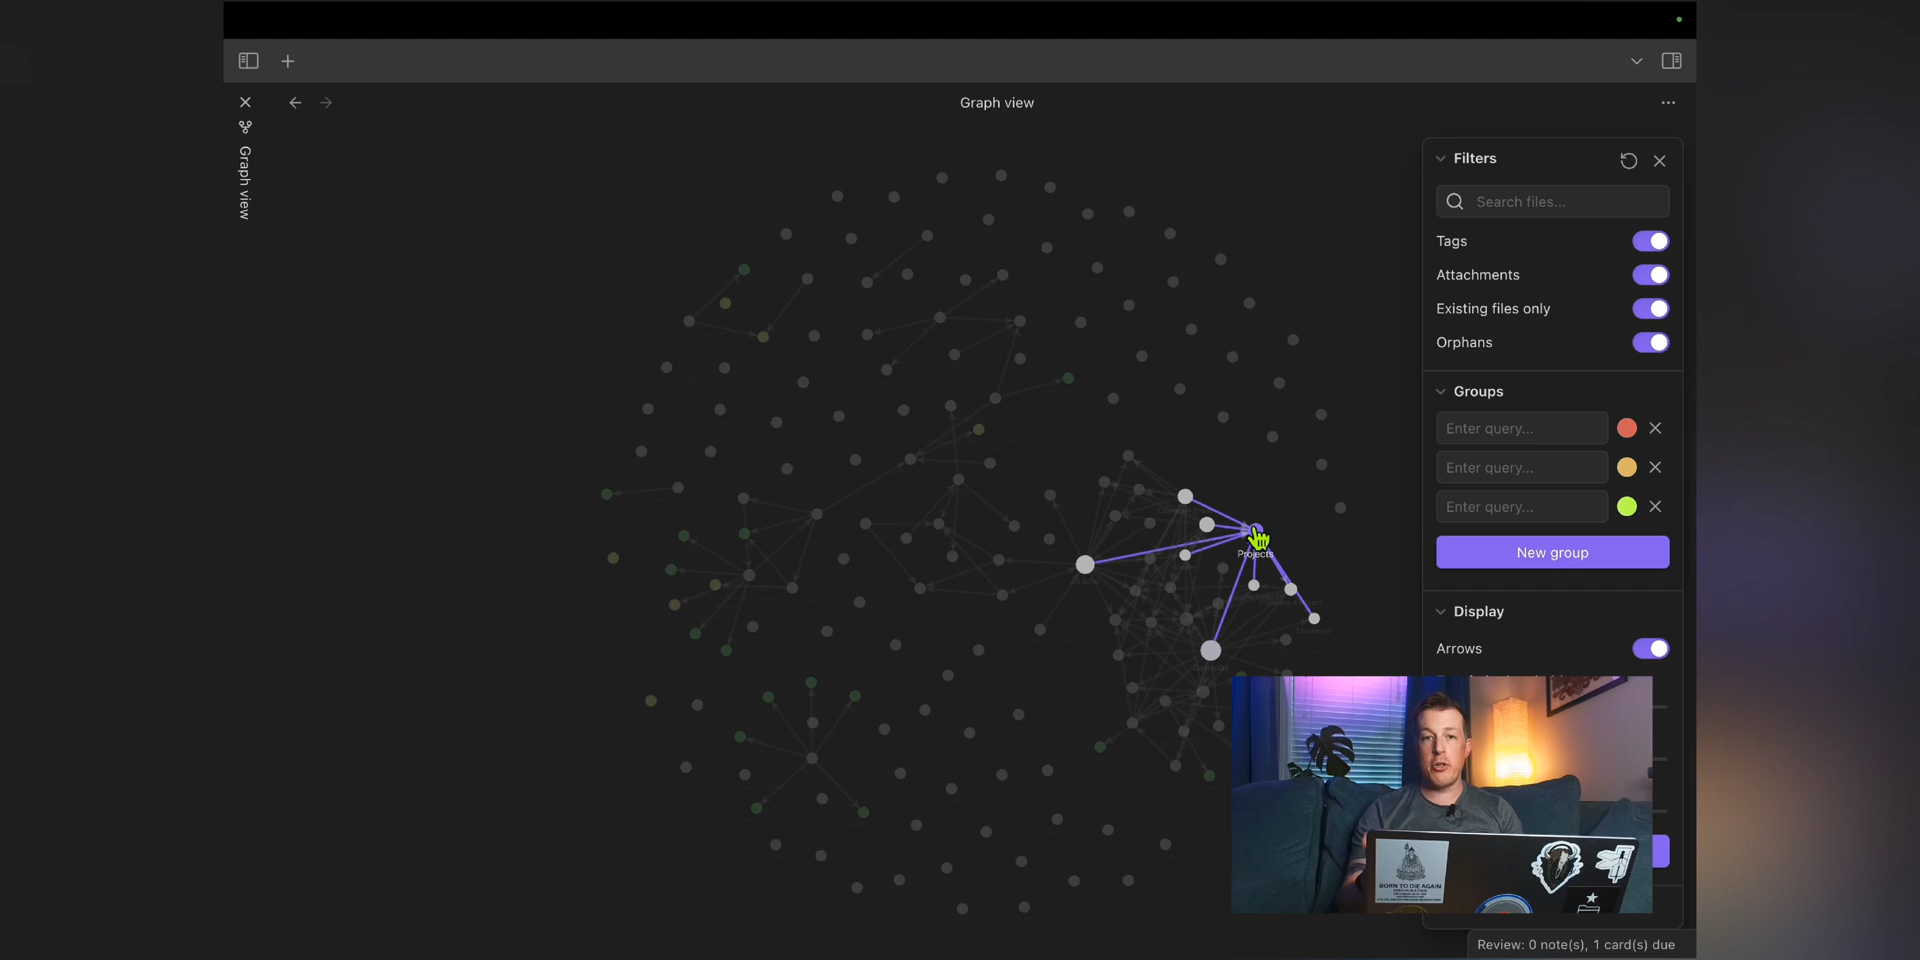 Graph view
Graph view
Filters
Search files...
Tags
Attachments
Existing files only
Orphans
Groups
Enter query...
Enter query...
Enter query...
New group
Projects
Display
Arrows
BORN TO DIE AGAIN
Review: 0 note(s), 1 card(s) due